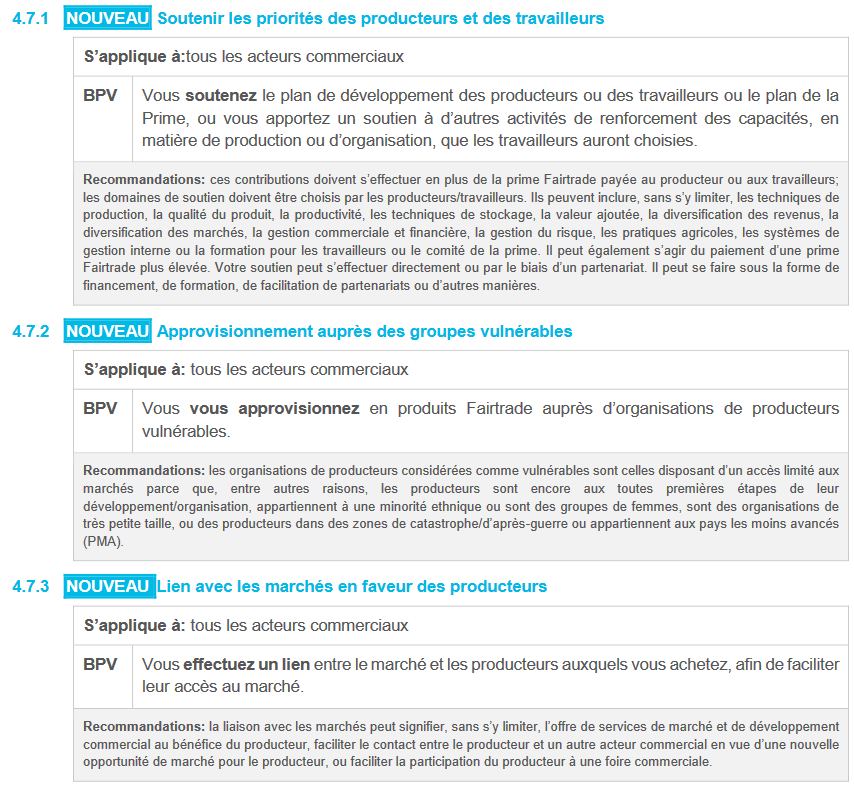 4.7.1 NOUVEAU Soutenir les priorités des producteurs et des travailleurs
S’applique à:tous les acteurs commerciaux
BPV Vous soutenez le plan de développement des producteurs ou des travailleurs ou le plan de la
Prime, ou vous apportez un soutien à d’autres activités de renforcement des capacités, en
matière de production ou d’organisation, que les travailleurs auront choisies.
Recommandations: ces contributions doivent s’effectuer en plus de la prime Fairtrade payée au producteur ou aux travailleurs;
les domaines de soutien doivent être choisis par les producteurs/travailleurs. Ils peuvent inclure, sans s’y limiter, les techniques de
production, la qualité du produit, la productivité, les techniques de stockage, la valeur ajoutée, la diversification des revenus, la
diversification des marchés, la gestion commerciale et financière, la gestion du risque, les pratiques agricoles, les systèmes de
gestion interne ou la formation pour les travailleurs ou le comité de la prime. Il peut également s’agir du paiement d’une prime
Fairtrade plus élevée. Votre soutien peut s’effectuer directement ou par le biais d’un partenariat. Il peut se faire sous la forme de
financement, de formation, de facilitation de partenariats ou d’autres manières.
4.7.2 NOUVEAU Approvisionnement auprès des groupes vulnérables
S’applique à: tous les acteurs commerciaux
BPV Vous vous approvisionnez en produits Fairtrade auprès d’organisations de producteurs
vulnérables.
Recommandations: les organisations de producteurs considérées comme vulnérables sont celles disposant d’un accès limité aux
marchés parce que, entre autres raisons, les producteurs sont encore aux toutes premières étapes de leur
développement/organisation, appartiennent à une minorité ethnique ou sont des groupes de femmes, sont des organisations de
très petite taille, ou des producteurs dans des zones de catastrophe/d’après-guerre ou appartiennent aux pays les moins avancés
(PMA).
4.7.3 NOUVEAU Lien avec les marchés en faveur des producteurs
S’applique à: tous les acteurs commerciaux
BPV Vous effectuez un lien entre le marché et les producteurs auxquels vous achetez, afin de faciliter
leur accès au marché.
Recommandations: la liaison avec les marchés peut signifier, sans s’y limiter, l’offre de services de marché et de développement
commercial au bénéfice du producteur, faciliter le contact entre le producteur et un autre acteur commercial en vue d’une nouvelle
opportunité de marché pour le producteur, ou faciliter la participation du producteur à une foire commerciale.